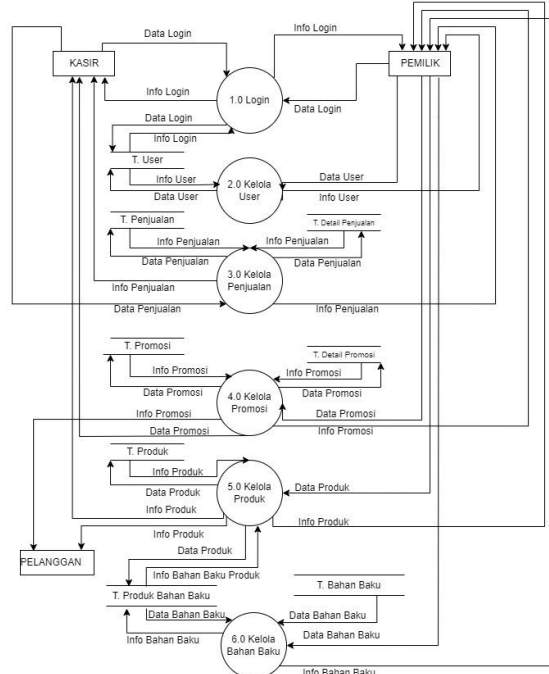 Data Login
Info Login
KASIR
PEMILIK
Info Login
1.0 Login
Data Login
Data Login
Info Login
T. User
Info User
Data User
2.0 Kelola
User
Data User
Info User
T. Penjualan
T. Detail Penjualan
Info Penjualan
Info Penjualan
Data Penjualan
Data Penjualan
3.0 Kelola
Penjualan
Info Penjualan
Data Penjualan
Info Penjualan
T. Promosi
T. Detail Promosi
Info Promosi
Info Promosi
Data Promosi
Data Promosi
4.0 Kelola
Promosi
Info Promosi
Data Promosi
Data Promosi
Info Promosi
T. Produk
Info Produk
Data Produk
5.0 Kelola
Produk
Data Produk
Info Produk
Info Produk
Info Produk
Data Produk
PELANGGAN
Info Bahan Baku Produk
T. Produk Bahan Baku
T. Bahan Baku
Data Bahan Baku
Data Bahan Baku
Info Bahan Baku
6.0 Kelola
Bahan Baku
Data Bahan Baku
Info Bahan Baku